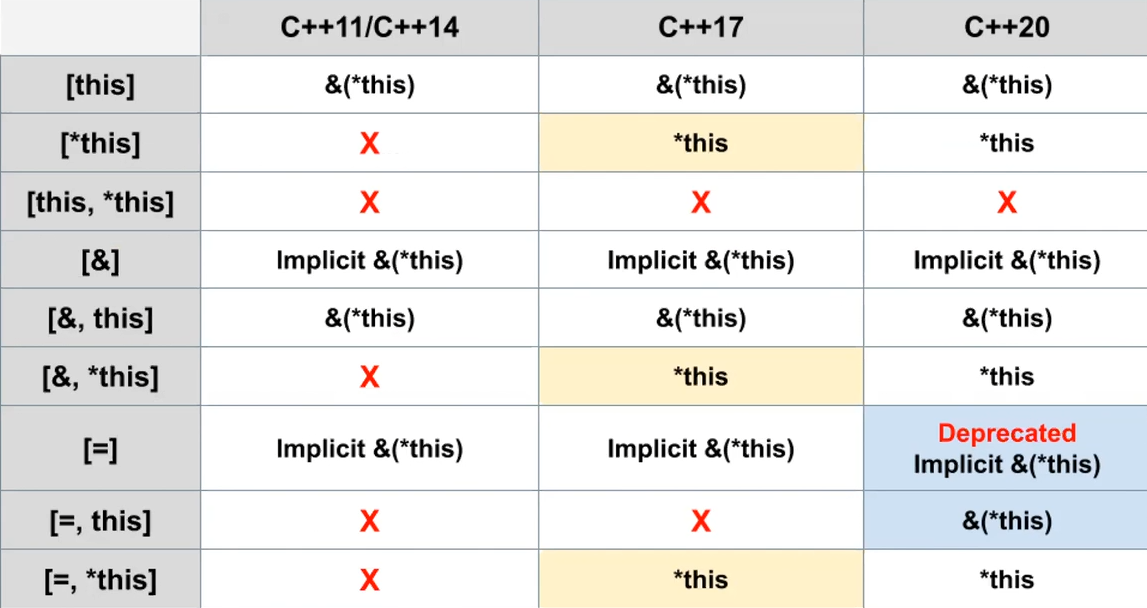 C++11/C++14 C++17 C++20
[this] &(*this) &(*this) &(*this)
[*this] X *this *this
[this, *this] X X X
[&] Implicit &(*this) Implicit &(*this) Implicit &(*this)
[&, this] &(*this) &(*this) &(*this)
[&, *this] X *this *this
[=] Implicit &(*this) Implicit &(*this) Deprecated
Implicit &(*this)
[=, this] X X &(*this)
[=, *this] X *this *this